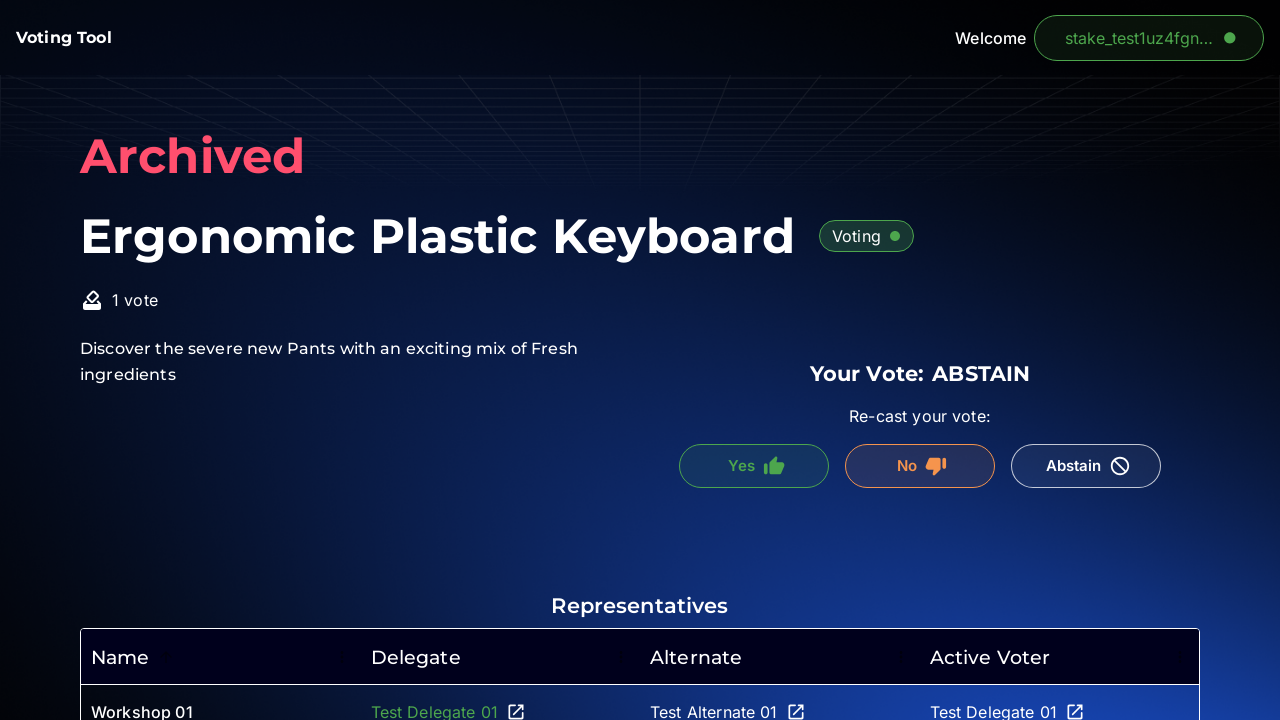 Voting Tool
Welcome
stake_test1uz4fgn...
Archived
Ergonomic Plastic Keyboard
Voting
1 vote
Discover the severe new Pants with an exciting mix of Fresh
ingredients
Your Vote: ABSTAIN
Re-cast your vote:
Yes
No
Abstain
Representatives
Name Delegate Alternate Active Voter
Workshop 01 Test Delegate 01 Test Alternate 01 Test Delegate 01